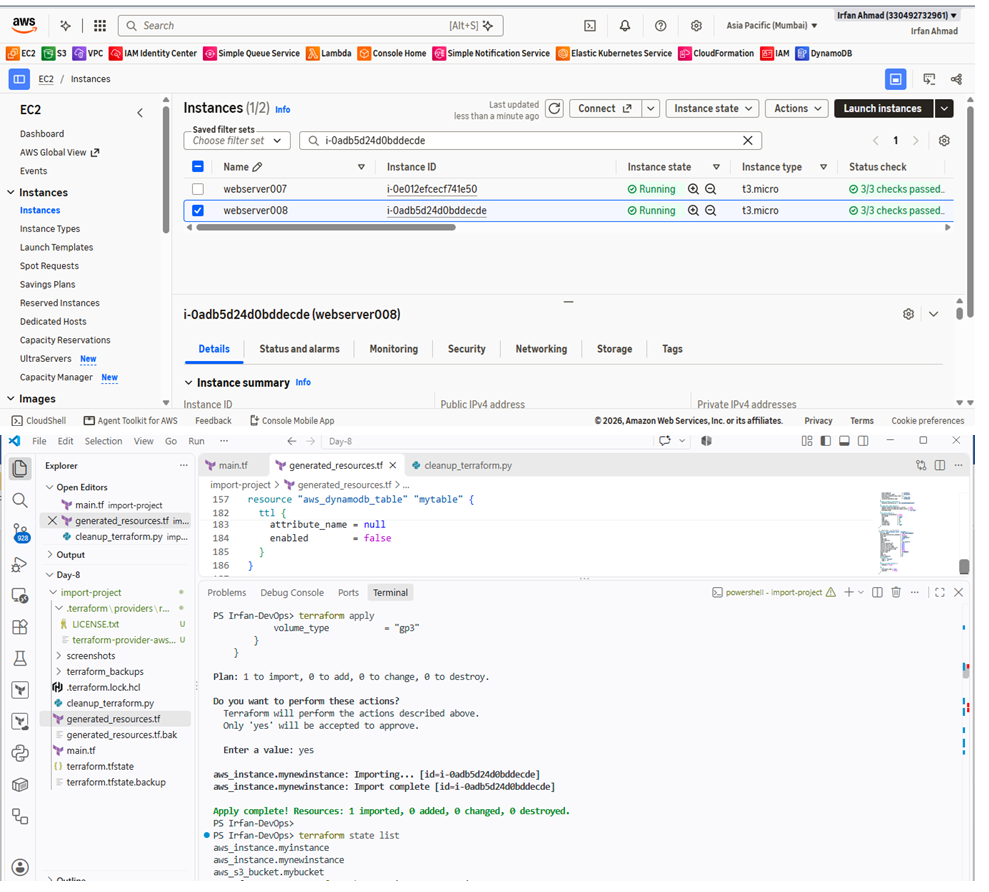 aws
Search [Alt+S]
Asia Pacific (Mumbai)
Irfan Ahmad (330492732961)
Irfan Ahmad
EC2 S3 VPC IAM Identity Center Simple Queue Service Lambda Console Home Simple Notification Service Elastic Kubernetes Service CloudFormation IAM DynamoDB
EC2 / Instances
EC2
Dashboard
AWS Global View
Events
Instances
Instances
Instance Types
Launch Templates
Spot Requests
Savings Plans
Reserved Instances
Dedicated Hosts
Capacity Reservations
UltraServers New
Capacity Manager New
Images
Instances (1/2) Info
Last updated
less than a minute ago
Connect
Instance state
Actions
Launch instances
Saved filter sets
Choose filter set
i-0adb5d24d0bddecde
1
Name Instance ID Instance state Instance type Status check
webserver007 i-0e012efcecf741e50 Running t3.micro 3/3 checks passed..
webserver008 i-0adb5d24d0bddecde Running t3.micro 3/3 checks passed..
i-0adb5d24d0bddecde (webserver008)
Details Status and alarms Monitoring Security Networking Storage Tags
Instance summary Info
Instance ID Public IPv4 address Private IPv4 addresses
CloudShell Agent Toolkit for AWS Feedback Console Mobile App © 2026, Amazon Web Services, Inc. or its affiliates. Privacy Terms Cookie preferences
File Edit Selection View Go Run ... Day-8
928
Explorer ...
Open Editors
main.tf import-project
generated_resources.tf im...
cleanup_terraform.py impo...
Output
Day-8
import-project
.terraform \ providers \ r...
LICENSE.txt U
terraform-provider-aws... U
screenshots
terraform_backups
.terraform.lock.hcl
cleanup_terraform.py
generated_resources.tf
generated_resources.tf.bak
main.tf
terraform.tfstate
terraform.tfstate.backup
Outline
main.tf generated_resources.tf cleanup_terraform.py
import-project > generated_resources.tf > ...
157 resource "aws_dynamodb_table" "mytable" {
182 ttl {
183 attribute_name = null
184 enabled = false
185 }
186 }
Problems Debug Console Ports Terminal
powershell - import-project
PS Irfan-DevOps> terraform apply
volume_type = "gp3"
}
}
Plan: 1 to import, 0 to add, 0 to change, 0 to destroy.
Do you want to perform these actions?
Terraform will perform the actions described above.
Only 'yes' will be accepted to approve.
Enter a value: yes
aws_instance.mynewinstance: Importing... [id=i-0adb5d24d0bddecde]
aws_instance.mynewinstance: Import complete [id=i-0adb5d24d0bddecde]
Apply complete! Resources: 1 imported, 0 added, 0 changed, 0 destroyed.
PS Irfan-DevOps>
PS Irfan-DevOps> terraform state list
aws_instance.myinstance
aws_instance.mynewinstance
aws_s3_bucket.mybucket